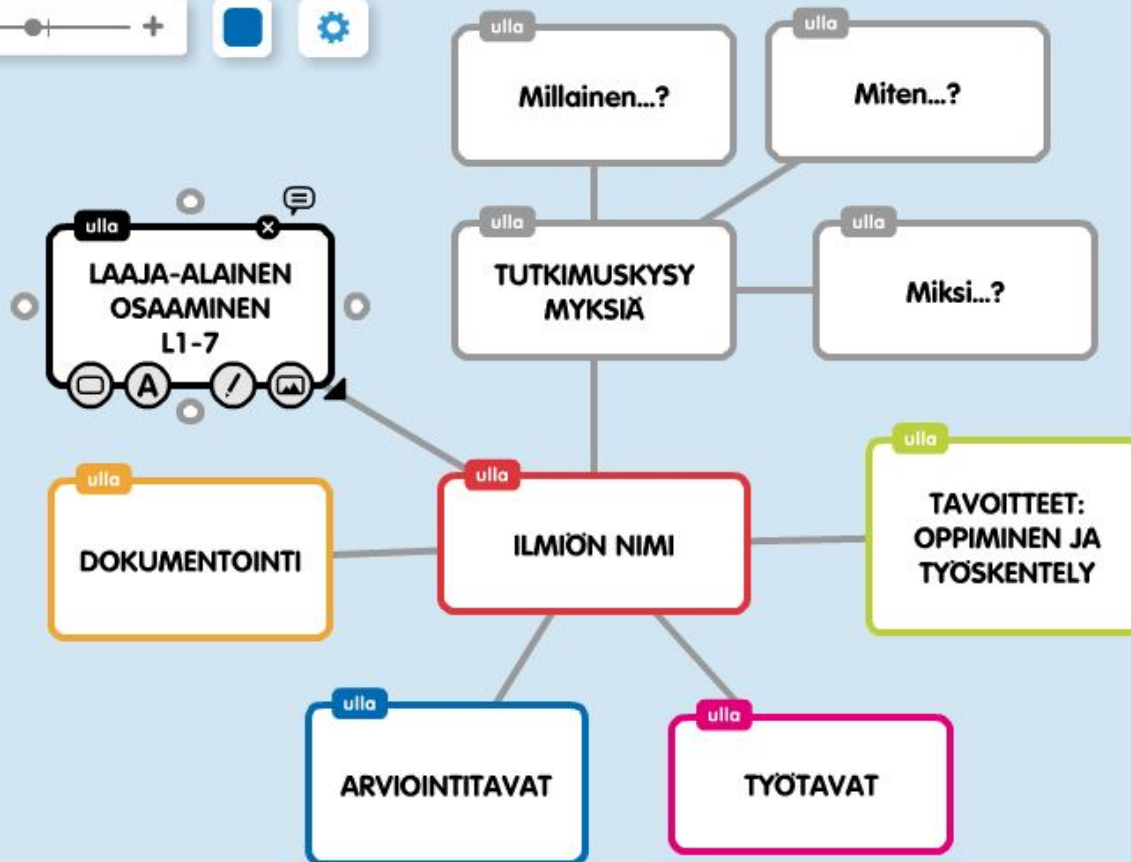 ulla
Millainen...?
ulla
Miten...?
ulla
LAAJA-ALAINEN
OSAAMINEN
L1-7
A
ulla
TUTKIMUSKYSY
MYKSIÄ
ulla
Miksi...?
ulla
DOKUMENTOINTI
ulla
ILMIÖN NIMI
ulla
TAVOITTEET:
OPPIMINEN JA
TYÖSKENTELY
ulla
ARVIOINTITAVAT
ulla
TYÖTAVAT